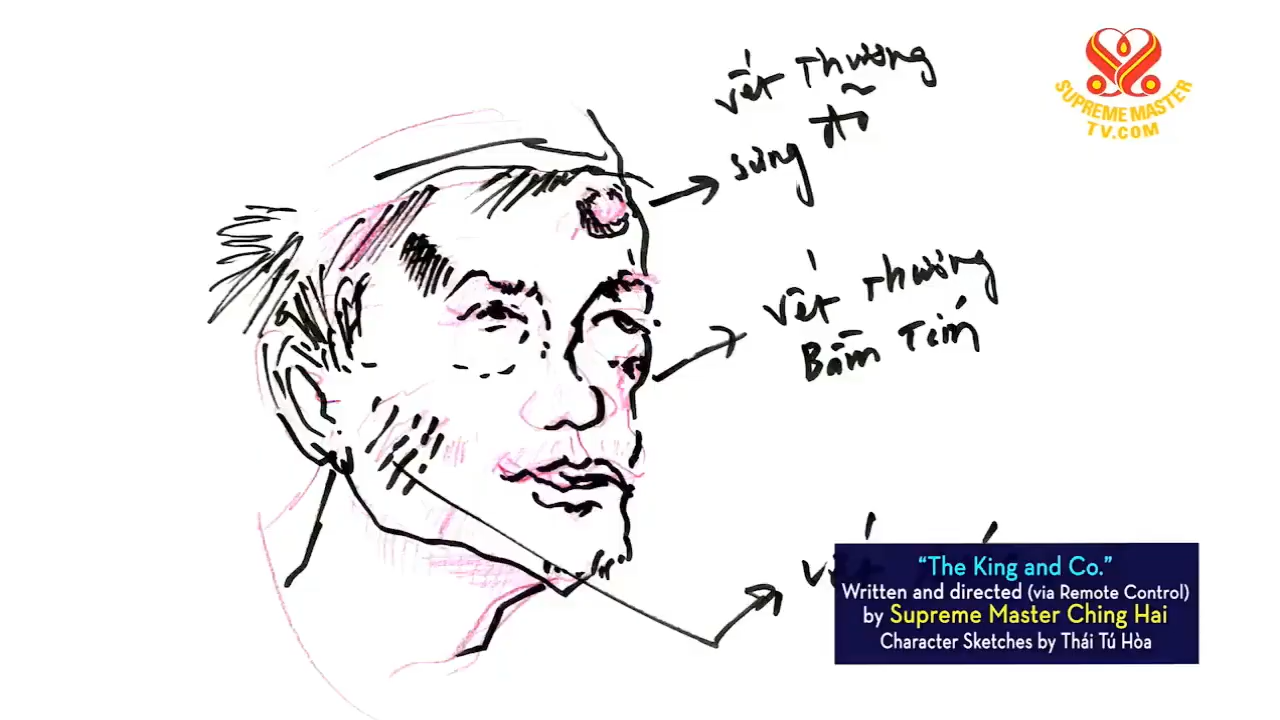 vết thương
sưng đỏ
vết thương
Bầm Tím
vết
SUPREME MASTER
TV.COM
“The King and Co.”
Written and directed (via Remote Control)
by Supreme Master Ching Hai
Character Sketches by Thái Tú Hòa